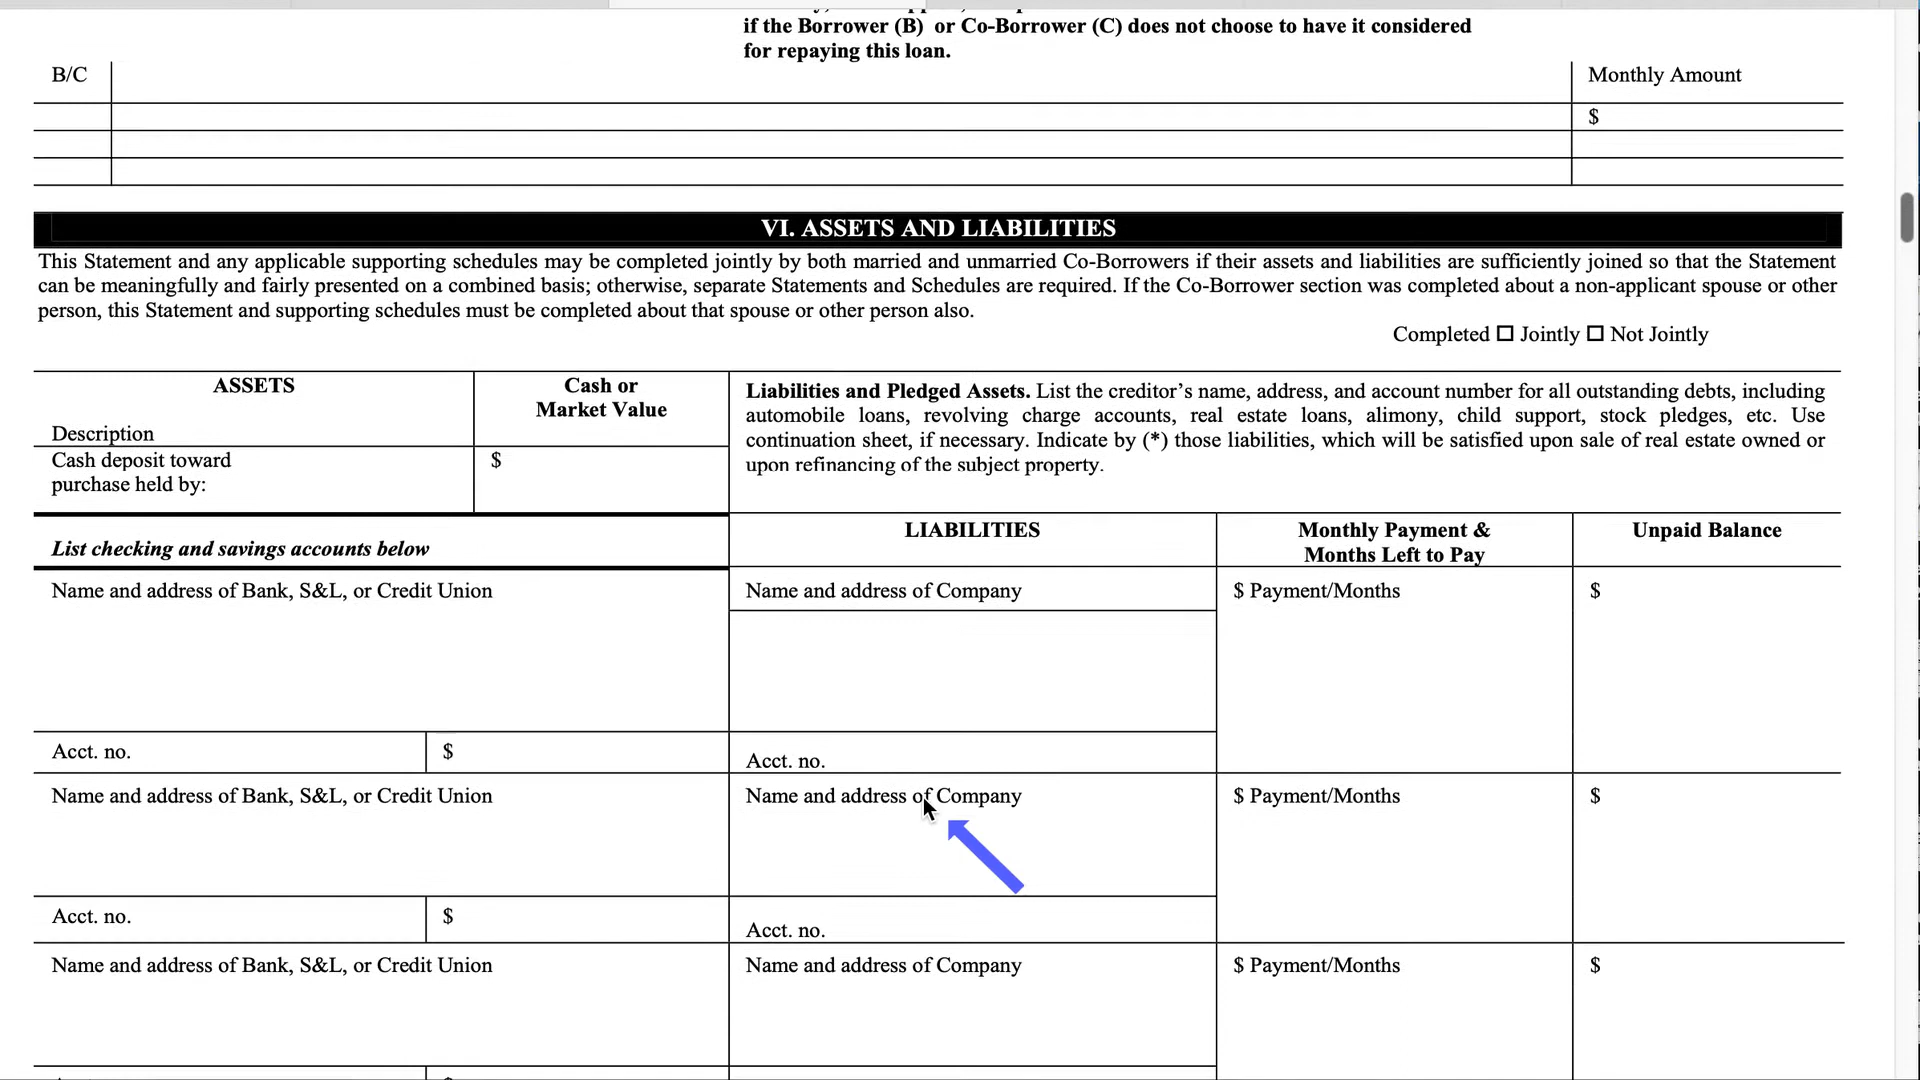 if the Borrower (B) or Co-Borrower (C) does not choose to have it considered
for repaying this loan.
B/C
Monthly Amount
$
VI. ASSETS AND LIABILITIES
This Statement and any applicable supporting schedules may be completed jointly by both married and unmarried Co-Borrowers if their assets and liabilities are sufficiently joined so that the Statement
can be meaningfully and fairly presented on a combined basis; otherwise, separate Statements and Schedules are required. If the Co-Borrower section was completed about a non-applicant spouse or other
person, this Statement and supporting schedules must be completed about that spouse or other person also.
Completed ☐ Jointly ☐ Not Jointly
ASSETS
Description
Cash or
Market Value
Liabilities and Pledged Assets. List the creditor’s name, address, and account number for all outstanding debts, including
automobile loans, revolving charge accounts, real estate loans, alimony, child support, stock pledges, etc. Use
continuation sheet, if necessary. Indicate by (*) those liabilities, which will be satisfied upon sale of real estate owned or
upon refinancing of the subject property.
Cash deposit toward
purchase held by:
$
List checking and savings accounts below
LIABILITIES
Monthly Payment &
Months Left to Pay
Unpaid Balance
Name and address of Bank, S&L, or Credit Union
Name and address of Company
$ Payment/Months
$
Acct. no.
$
Acct. no.
Name and address of Bank, S&L, or Credit Union
Name and address of Company
$ Payment/Months
$
Acct. no.
$
Acct. no.
Name and address of Bank, S&L, or Credit Union
Name and address of Company
$ Payment/Months
$